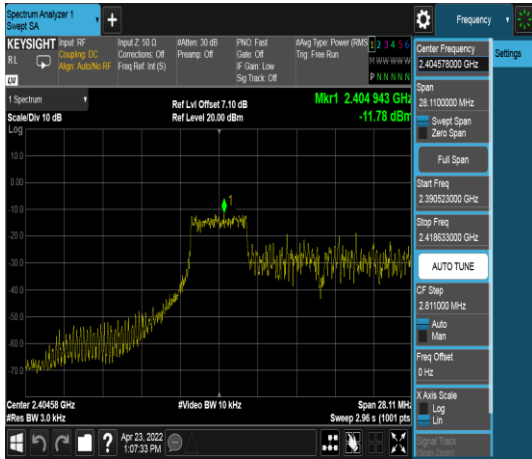 Spectrum Analyzer 1
Swept SA
Frequency
KEYSIGHT
RL
Input: RF
Coupling: DC
Align: Auto/No RF
Input Z: 50 Ω
Corrections: Off
Freq Ref: Int (S)
#Atten: 30 dB
Preamp: Off
PNO: Fast
Gate: Off
IF Gain: Low
Sig Track: Off
#Avg Type: Power (RMS
Trig: Free Run
1 2 3 4 5 6
M W W W W W
P N N N N N
LXI
1 Spectrum
Scale/Div 10 dB
Ref Lvl Offset 7.10 dB
Ref Level 20.00 dBm
Mkr1 2.404 943 GHz
-11.78 dBm
Log
10.0
0.00
-10.0
-20.0
-30.0
-40.0
-50.0
-60.0
-70.0
1
Center 2.40458 GHz
#Res BW 3.0 kHz
#Video BW 10 kHz
Span 28.11 MHz
Sweep 2.96 s (1001 pts
Apr 23, 2022
1:07:33 PM
Center Frequency
2.404578000 GHz
Settings
Span
28.1100000 MHz
Swept Span
Zero Span
Full Span
Start Freq
2.390523000 GHz
Stop Freq
2.418633000 GHz
AUTO TUNE
CF Step
2.811000 MHz
Auto
Man
Freq Offset
0 Hz
X Axis Scale
Log
Lin
Signal Track
(Span Zoom)